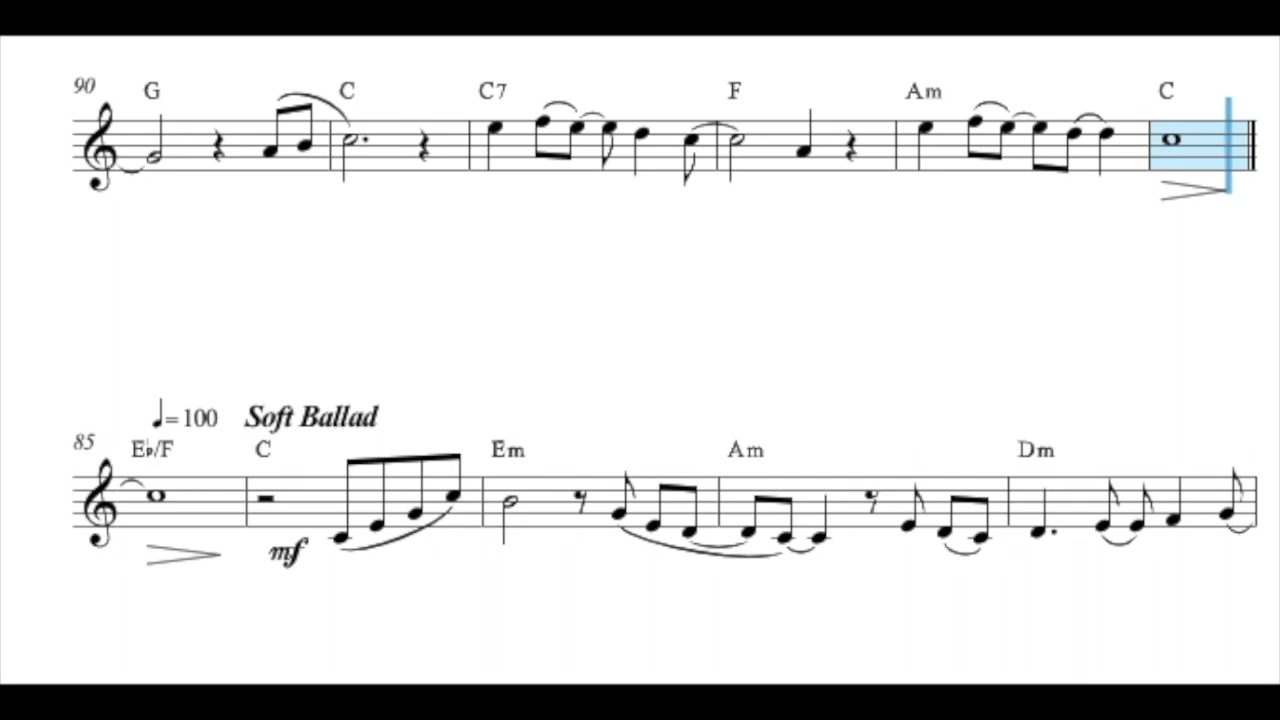 90 G C C7 F Am C
♩=100 Soft Ballad
85 E♭/F C Em Am Dm
mf